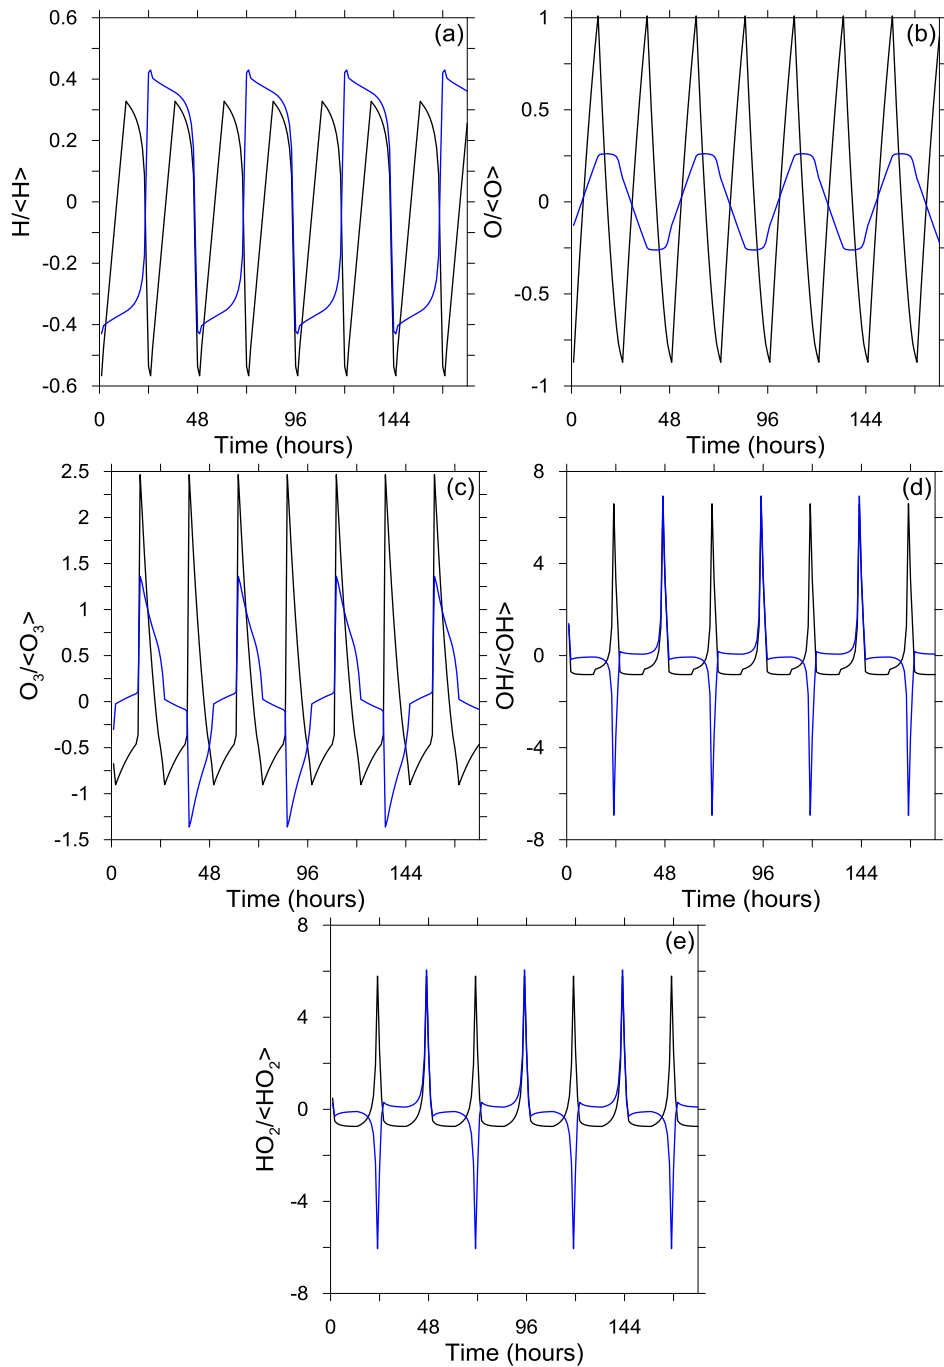 (a)
0.6
0.4
0.2
0
-0.2
-0.4
-0.6
H/<H>
0 48 96 144
Time (hours)
(b)
1
0.5
0
-0.5
-1
O/<O>
0 48 96 144
Time (hours)
(c)
2.5
2
1.5
1
0.5
0
-0.5
-1
-1.5
O₃/<O₃>
0 48 96 144
Time (hours)
(d)
8
4
0
-4
-8
OH/<OH>
0 48 96 144
Time (hours)
(e)
8
4
0
-4
-8
HO₂/<HO₂>
0 48 96 144
Time (hours)